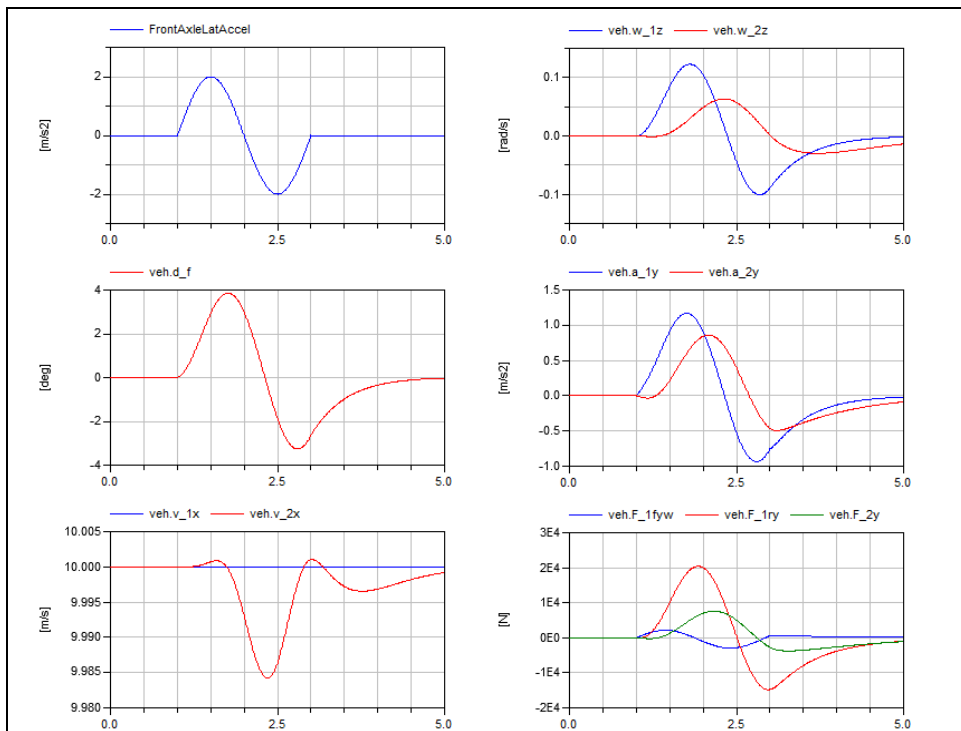 FrontAxleLatAccel
[m/s2]
2
0
-2
0.0 2.5 5.0
veh.w_1z veh.w_2z
[rad/s]
0.1
0.0
-0.1
0.0 2.5 5.0
veh.d_f
[deg]
4
2
0
-2
-4
0.0 2.5 5.0
veh.a_1y veh.a_2y
[m/s2]
1.5
1.0
0.5
0.0
-0.5
-1.0
0.0 2.5 5.0
veh.v_1x veh.v_2x
[m/s]
10.005
10.000
9.995
9.990
9.985
9.980
0.0 2.5 5.0
veh.F_1fyw veh.F_1ry veh.F_2y
[N]
3E4
2E4
1E4
0E0
-1E4
-2E4
0.0 2.5 5.0